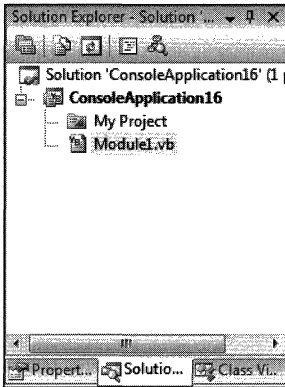 Solution Explorer - Solution '...
Solution 'ConsoleApplication16' (1 p
ConsoleApplication16
My Project
Module1.vb
Propert... Solutio... Class Vi...